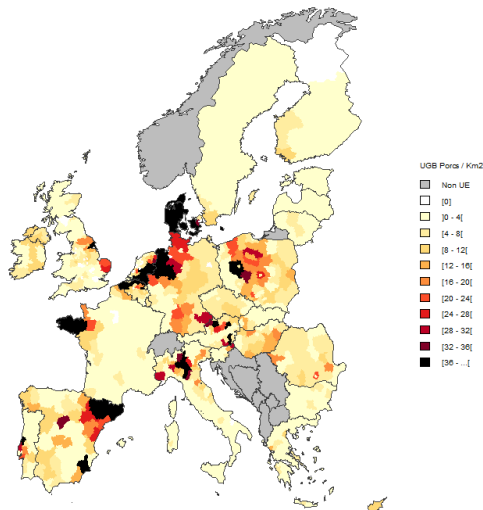 UGB Porcs / Km2
Non UE
[0]
]0 - 4[
[4 - 8[
[8 - 12[
[12 - 16[
[16 - 20[
[20 - 24[
[24 - 28[
[28 - 32[
[32 - 36[
[36 - ...[